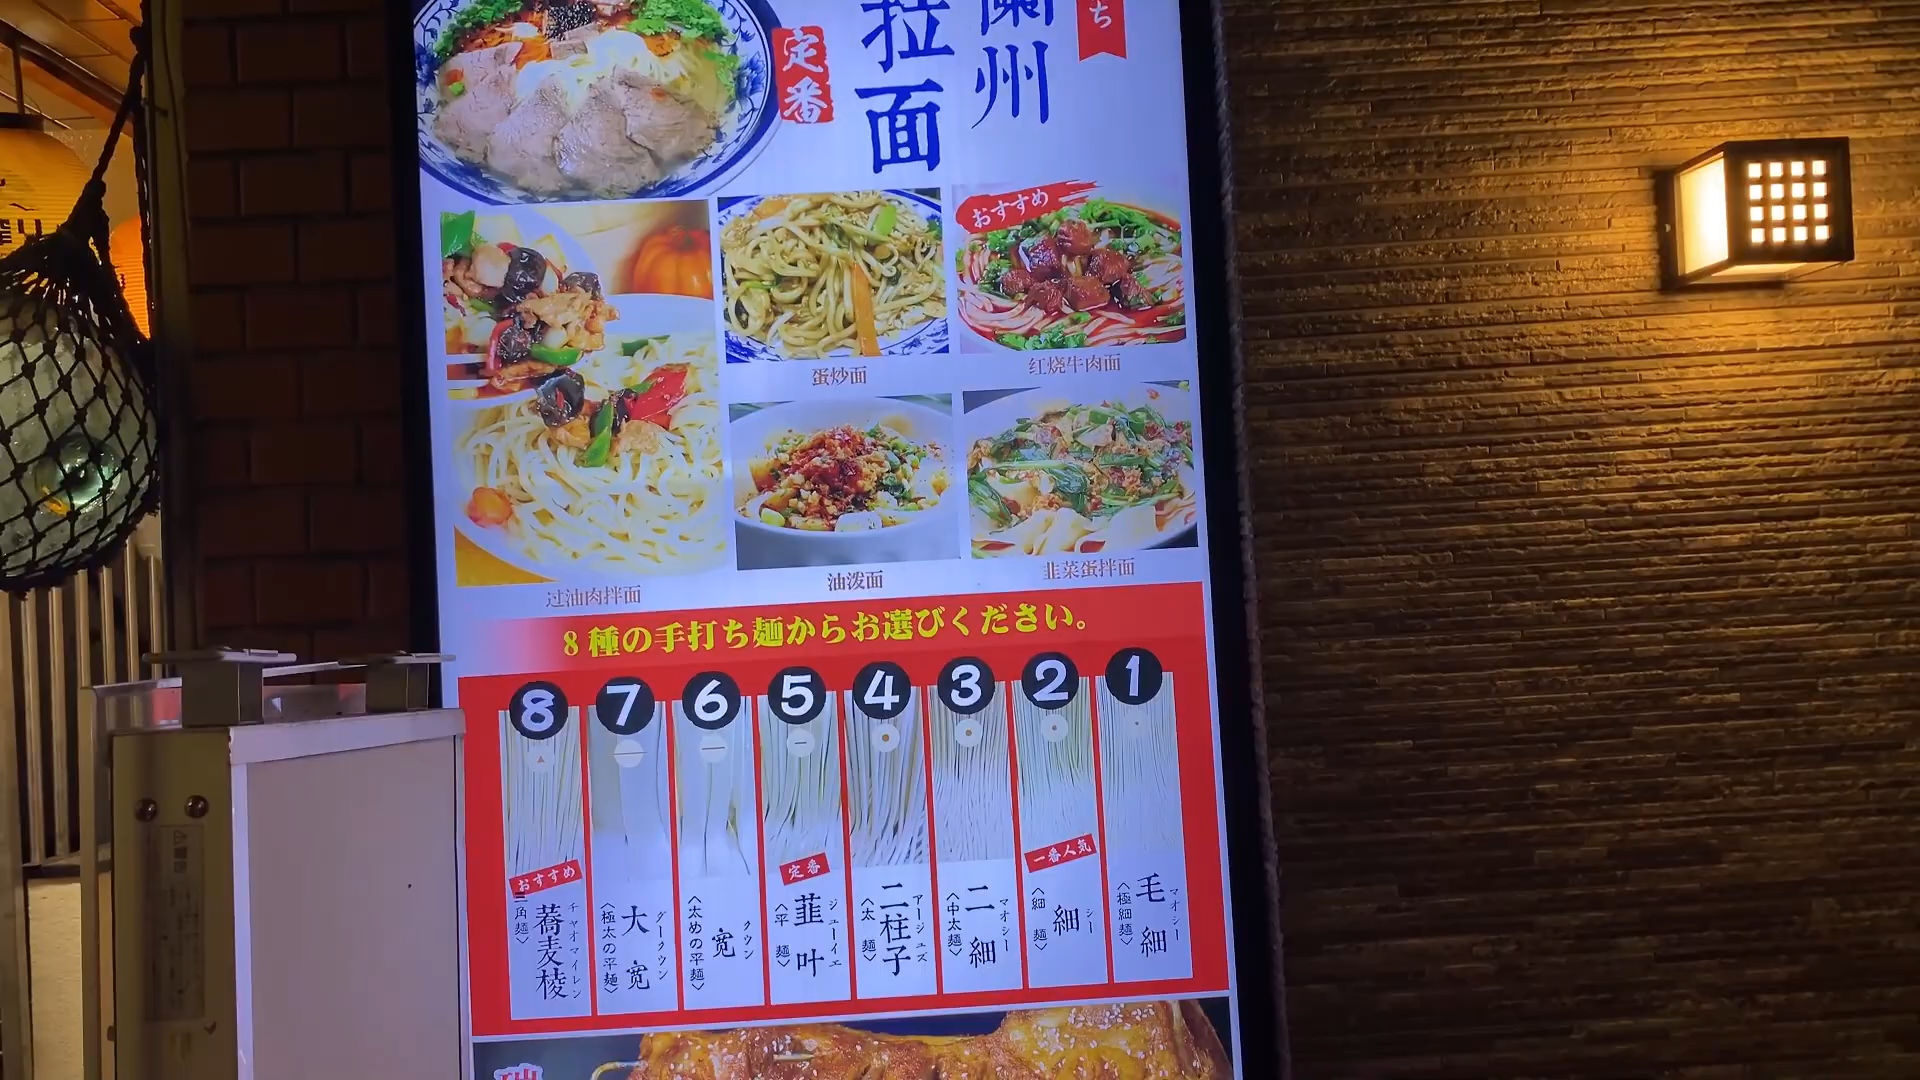 ち
蘭州
拉面
定番
おすすめ
蛋炒面
红烧牛肉面
过油肉拌面
油泼面
韭菜蛋拌面
8種の手打ち麺からお選びください。
8
7
6
5
4
3
2
1
おすすめ
蕎麦棱
チャオマイレン
三角麺〉
大宽
ダークウン
〈極太の平麺〉
宽
クウン
〈太めの平麺〉
定番
韮叶
ジューイエ
〈平麺〉
二柱子
アージュズ
〈太麺〉
二細
マオシー
〈中太麺〉
一番人気
細
シー
〈細麺〉
毛細
マオシー
〈極細麺〉